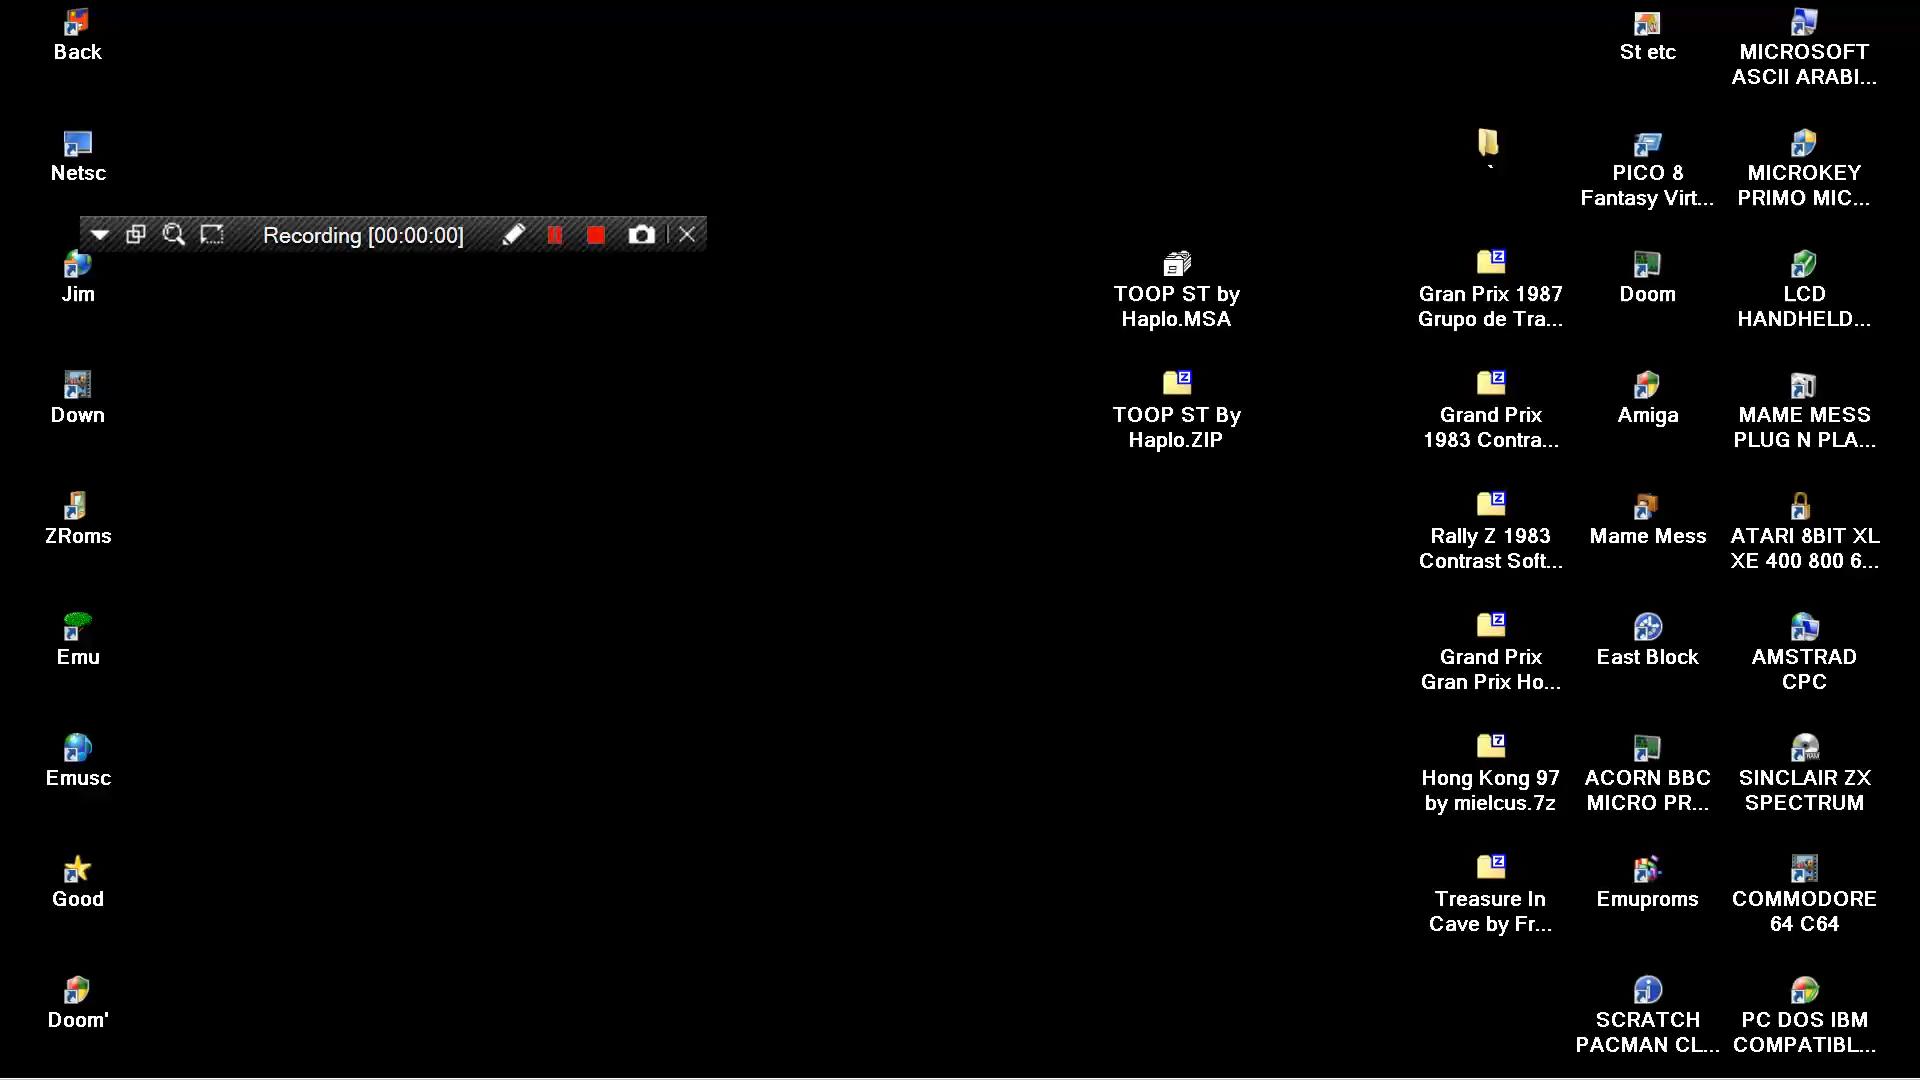 Back
Netsc
Recording [00:00:00]
Jim
Down
ZRoms
Emu
Emusc
Good
Doom'
TOOP ST by
Haplo.MSA
TOOP ST By
Haplo.ZIP
`
Gran Prix 1987
Grupo de Tra...
Grand Prix
1983 Contra...
Rally Z 1983
Contrast Soft...
Grand Prix
Gran Prix Ho...
Hong Kong 97
by mielcus.7z
Treasure In
Cave by Fr...
St etc
PICO 8
Fantasy Virt...
Doom
Amiga
Mame Mess
East Block
ACORN BBC
MICRO PR...
Emuproms
SCRATCH
PACMAN CL...
MICROSOFT
ASCII ARABI...
MICROKEY
PRIMO MIC...
LCD
HANDHELD...
MAME MESS
PLUG N PLA...
ATARI 8BIT XL
XE 400 800 6...
AMSTRAD
CPC
SINCLAIR ZX
SPECTRUM
COMMODORE
64 C64
PC DOS IBM
COMPATIBL...